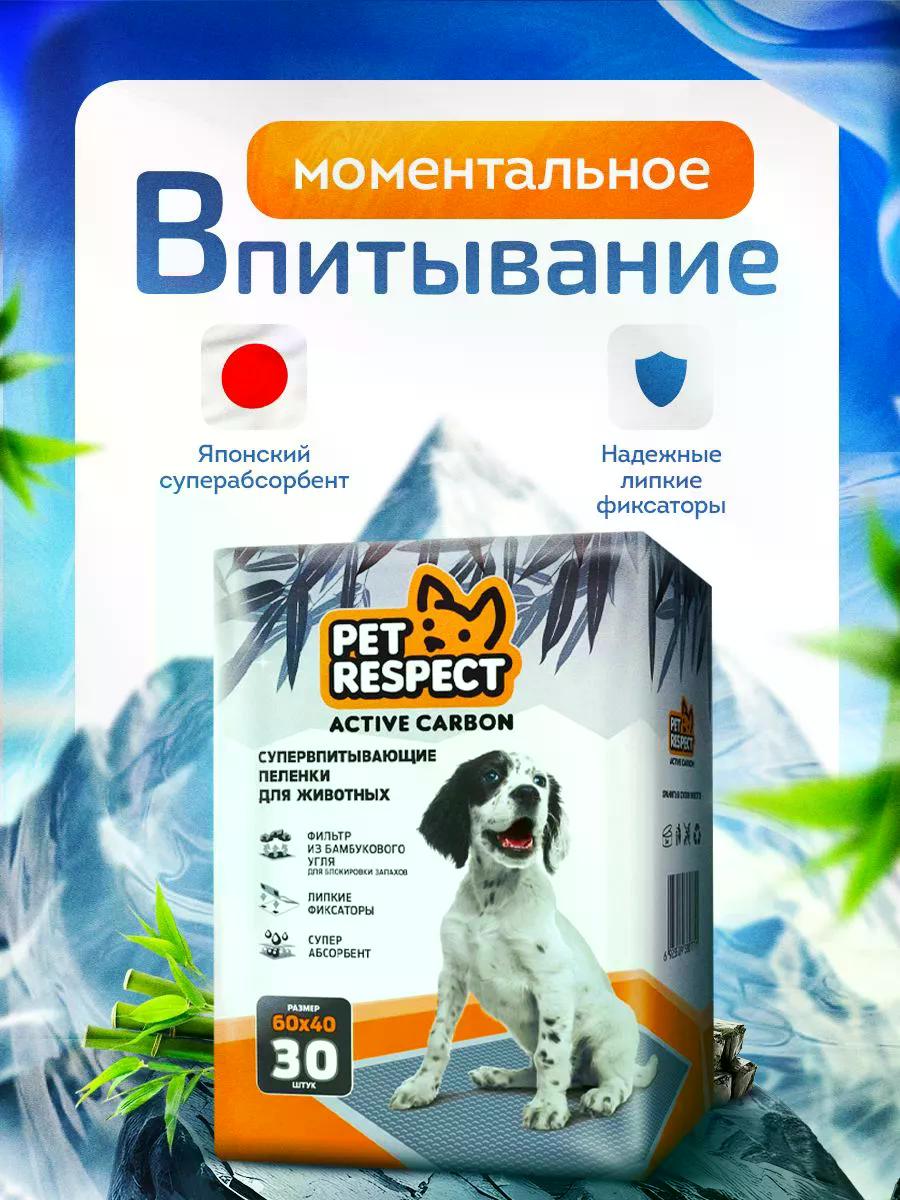 моментальное
Впитывание
Японский
суперабсорбент
Надежные
липкие
фиксаторы
PET
RESPECT
ACTIVE CARBON
СУПЕРВПИТЫВАЮЩИЕ
ПЕЛЕНКИ
ДЛЯ ЖИВОТНЫХ
ФИЛЬТР
ИЗ БАМБУКОВОГО
УГЛЯ
ДЛЯ БЛОКИРОВКИ ЗАПАХОВ
ЛИПКИЕ
ФИКСАТОРЫ
СУПЕР
АБСОРБЕНТ
РАЗМЕР
60x40
30
ШТУК
PET
RESPECT
ACTIVE CARBON